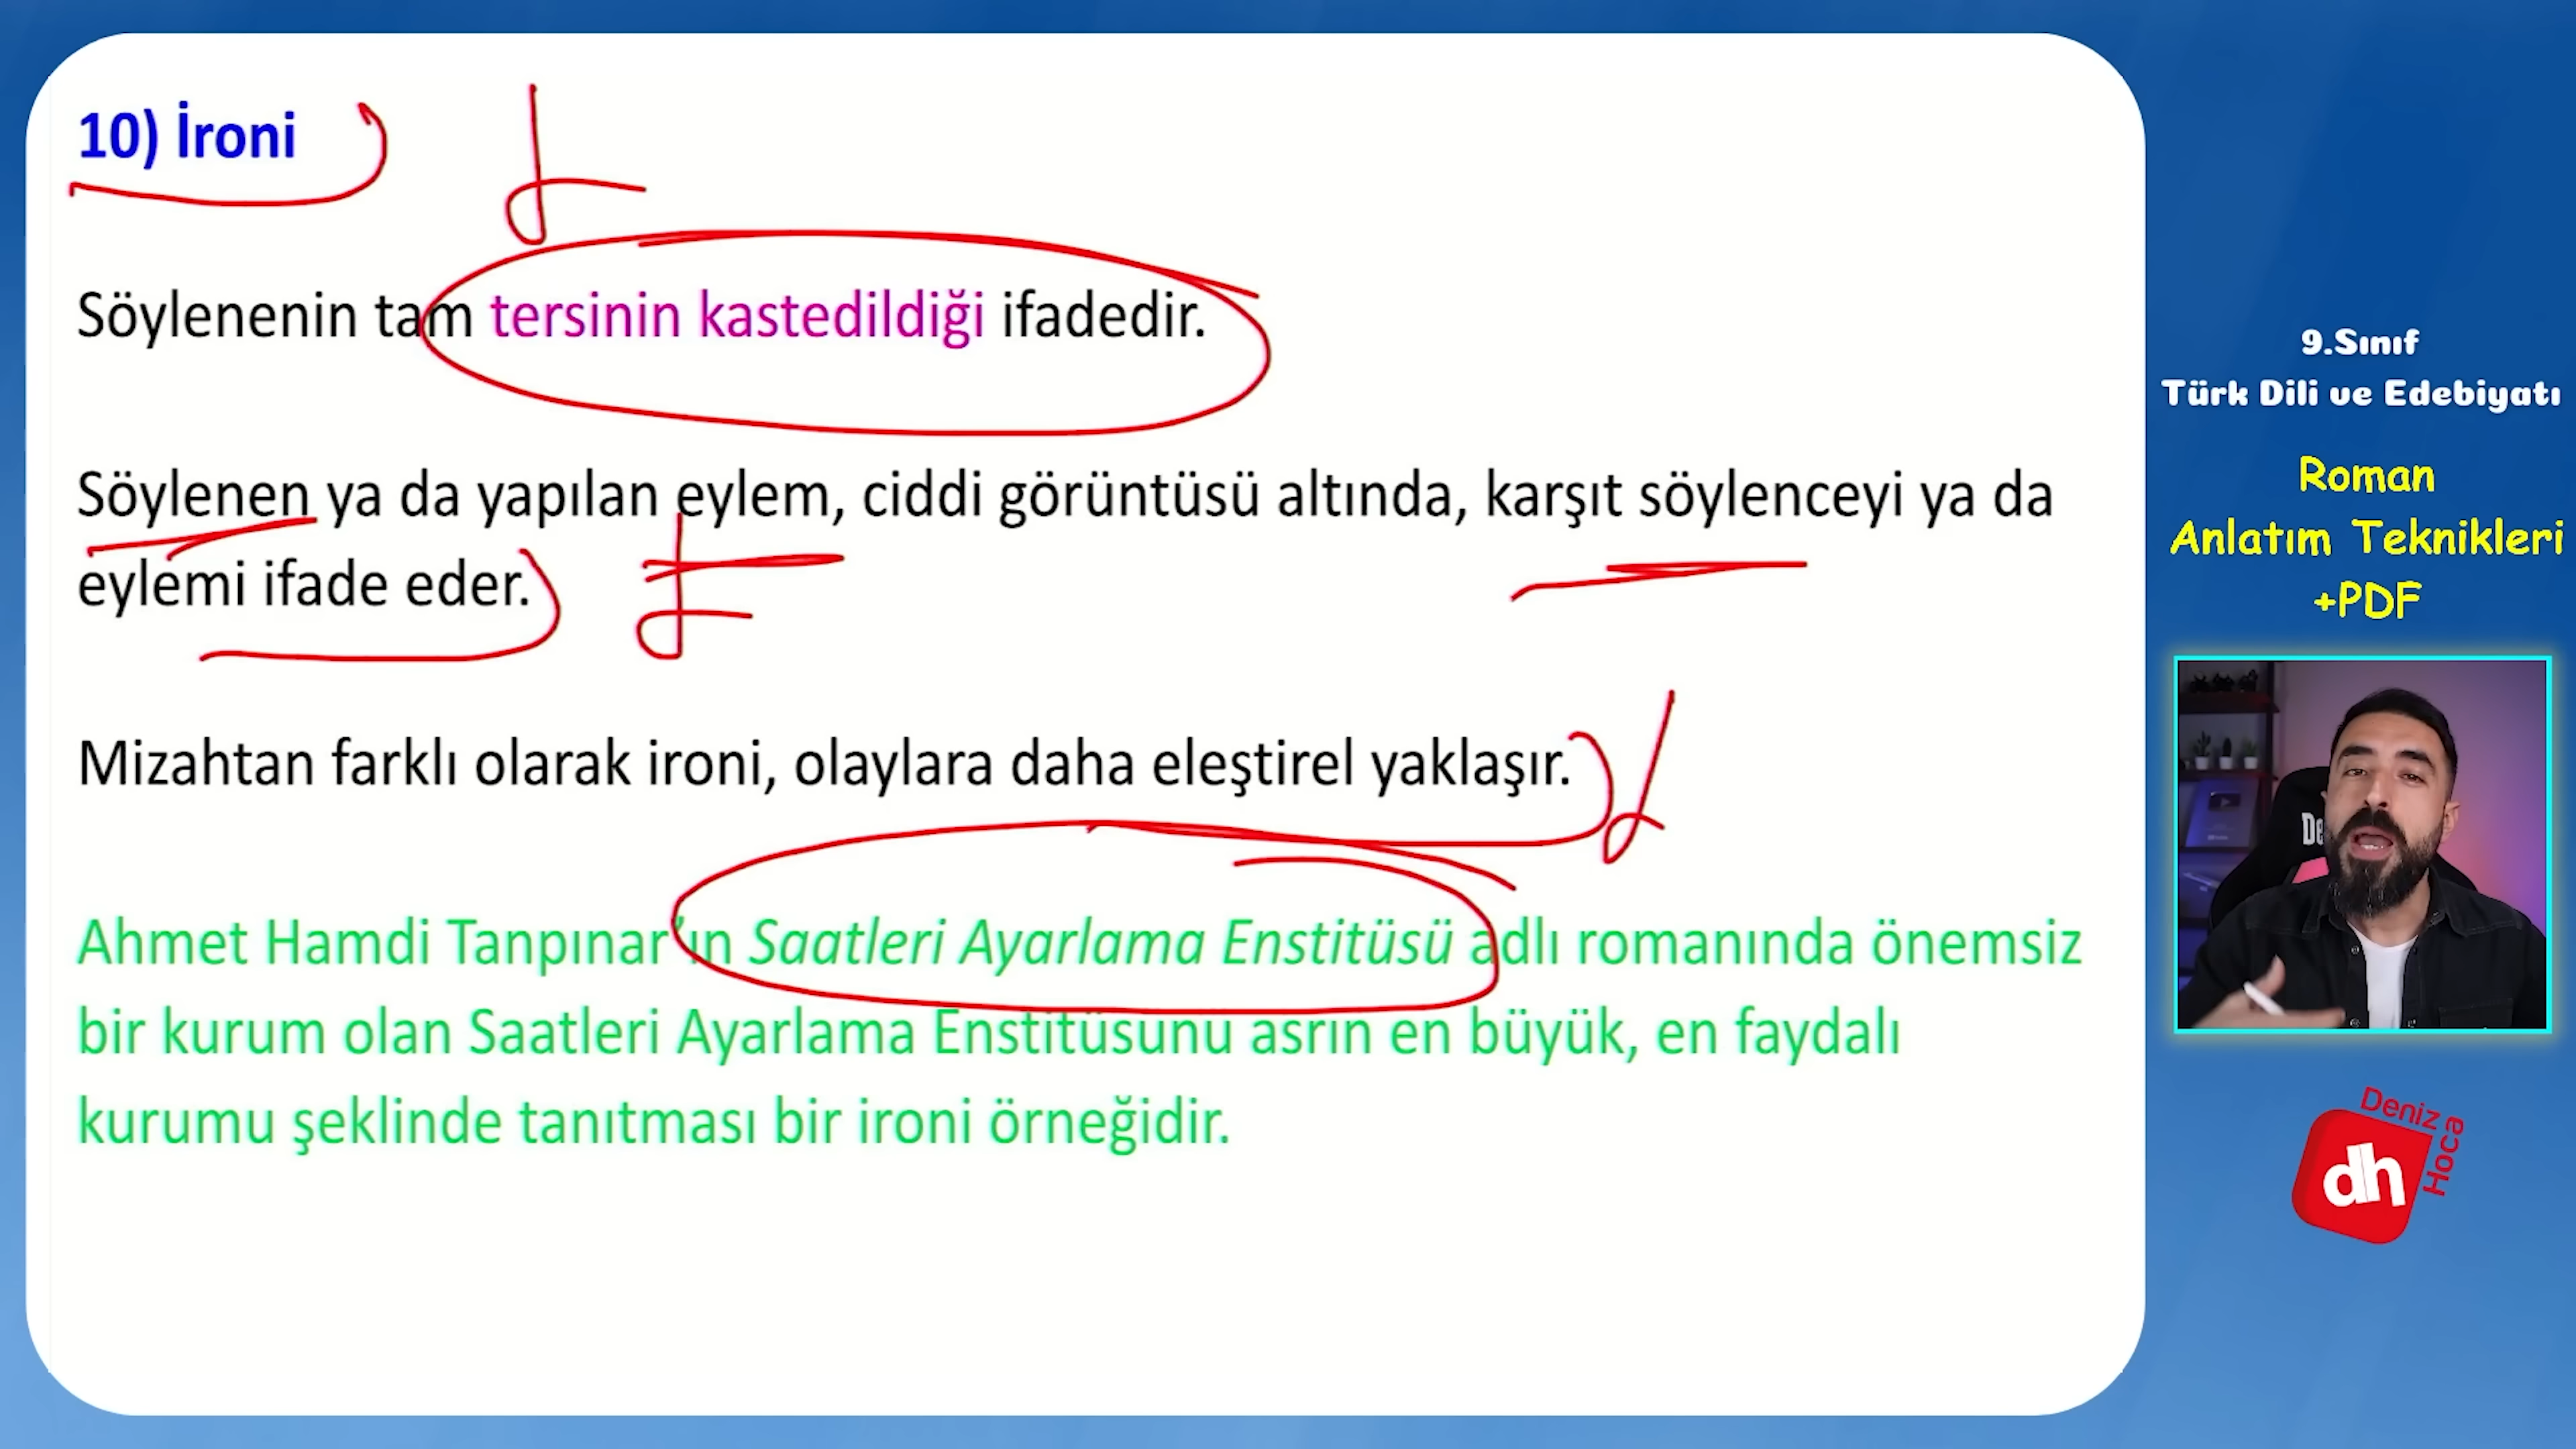 10) İroni
Söylenenin tam tersinin kastedildiği ifadedir.
Söylenen ya da yapılan eylem, ciddi görüntüsü altında, karşıt söylenceyi ya da
eylemi ifade eder.
Mizahtan farklı olarak ironi, olaylara daha eleştirel yaklaşır.
Ahmet Hamdi Tanpınar’ın Saatleri Ayarlama Enstitüsü adlı romanında önemsiz
bir kurum olan Saatleri Ayarlama Enstitüsunu asrın en büyük, en faydalı
kurumu şeklinde tanıtması bir ironi örneğidir.
9.Sınıf
Türk Dili ve Edebiyatı
Roman
Anlatım Teknikleri
+PDF
De
Deniz
Hoca
dh